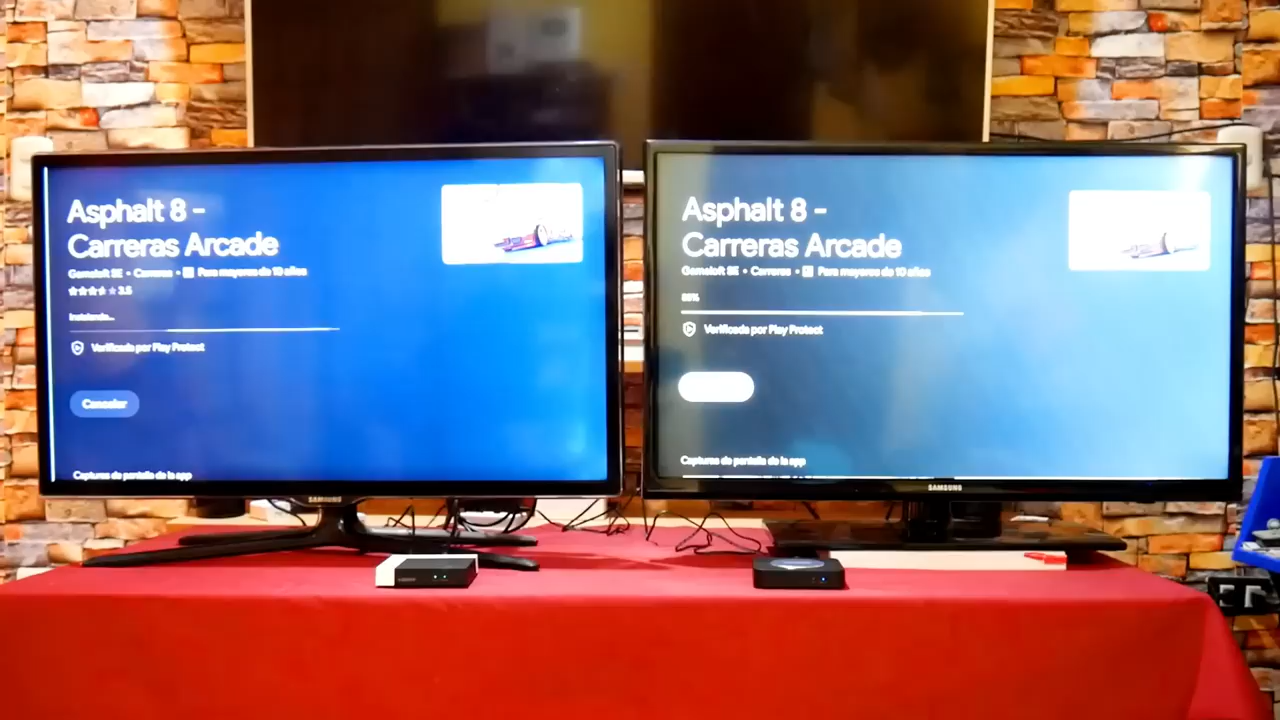 Asphalt 8 -
Carreras Arcade
Gameloft SE • Carreras • Para mayores de 10 años
3.5
Instalando...
Verificada por Play Protect
Cancelar
Capturas de pantalla de la app
SAMSUNG
Asphalt 8 -
Carreras Arcade
Gameloft SE • Carreras • Para mayores de 10 años
Verificada por Play Protect
Capturas de pantalla de la app
SAMSUNG